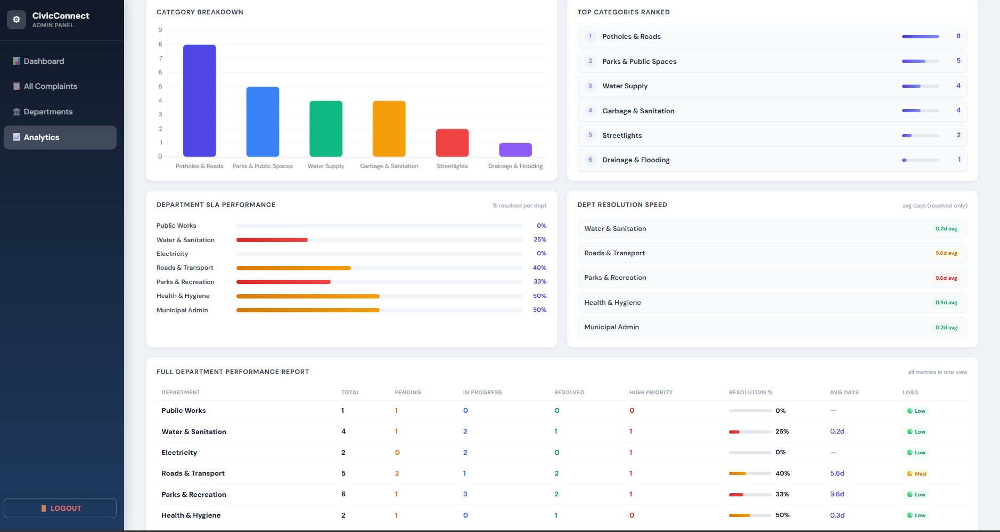 CivicConnect
ADMIN PANEL
Dashboard
All Complaints
Departments
Analytics
LOGOUT
CATEGORY BREAKDOWN
9
8
7
6
5
4
3
2
1
0
Potholes & Roads Parks & Public Spaces Water Supply Garbage & Sanitation Streetlights Drainage & Flooding
TOP CATEGORIES RANKED
1 Potholes & Roads 8
2 Parks & Public Spaces 5
3 Water Supply 4
4 Garbage & Sanitation 4
5 Streetlights 2
6 Drainage & Flooding 1
DEPARTMENT SLA PERFORMANCE % resolved per dept
Public Works 0%
Water & Sanitation 25%
Electricity 0%
Roads & Transport 40%
Parks & Recreation 33%
Health & Hygiene 50%
Municipal Admin 50%
DEPT RESOLUTION SPEED avg days (resolved only)
Water & Sanitation 0.2d avg
Roads & Transport 5.6d avg
Parks & Recreation 9.6d avg
Health & Hygiene 0.3d avg
Municipal Admin 0.2d avg
FULL DEPARTMENT PERFORMANCE REPORT all metrics in one view
DEPARTMENT TOTAL PENDING IN PROGRESS RESOLVED HIGH PRIORITY RESOLUTION % AVG DAYS LOAD
Public Works 1 1 0 0 0 0% — Low
Water & Sanitation 4 1 2 1 1 25% 0.2d Low
Electricity 2 0 2 0 1 0% — Low
Roads & Transport 5 2 1 2 1 40% 5.6d Med
Parks & Recreation 6 1 3 2 1 33% 9.6d Low
Health & Hygiene 2 1 0 1 0 50% 0.3d Low